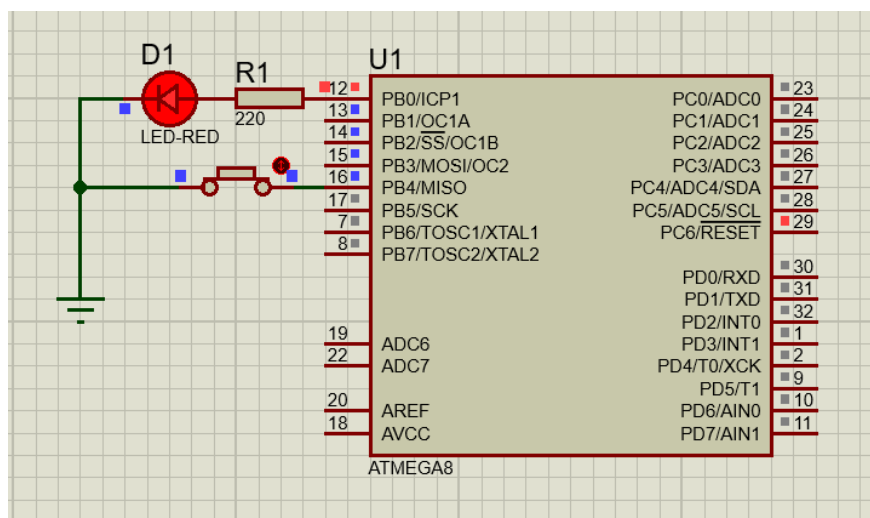 D1
R1
U1
220
LED-RED
12 PB0/ICP1
13 PB1/OC1A
14 PB2/SS/OC1B
15 PB3/MOSI/OC2
16 PB4/MISO
17 PB5/SCK
7 PB6/TOSC1/XTAL1
8 PB7/TOSC2/XTAL2
19 ADC6
22 ADC7
20 AREF
18 AVCC
PC0/ADC0 23
PC1/ADC1 24
PC2/ADC2 25
PC3/ADC3 26
PC4/ADC4/SDA 27
PC5/ADC5/SCL 28
PC6/RESET 29
PD0/RXD 30
PD1/TXD 31
PD2/INT0 32
PD3/INT1 1
PD4/T0/XCK 2
PD5/T1 9
PD6/AIN0 10
PD7/AIN1 11
ATMEGA8